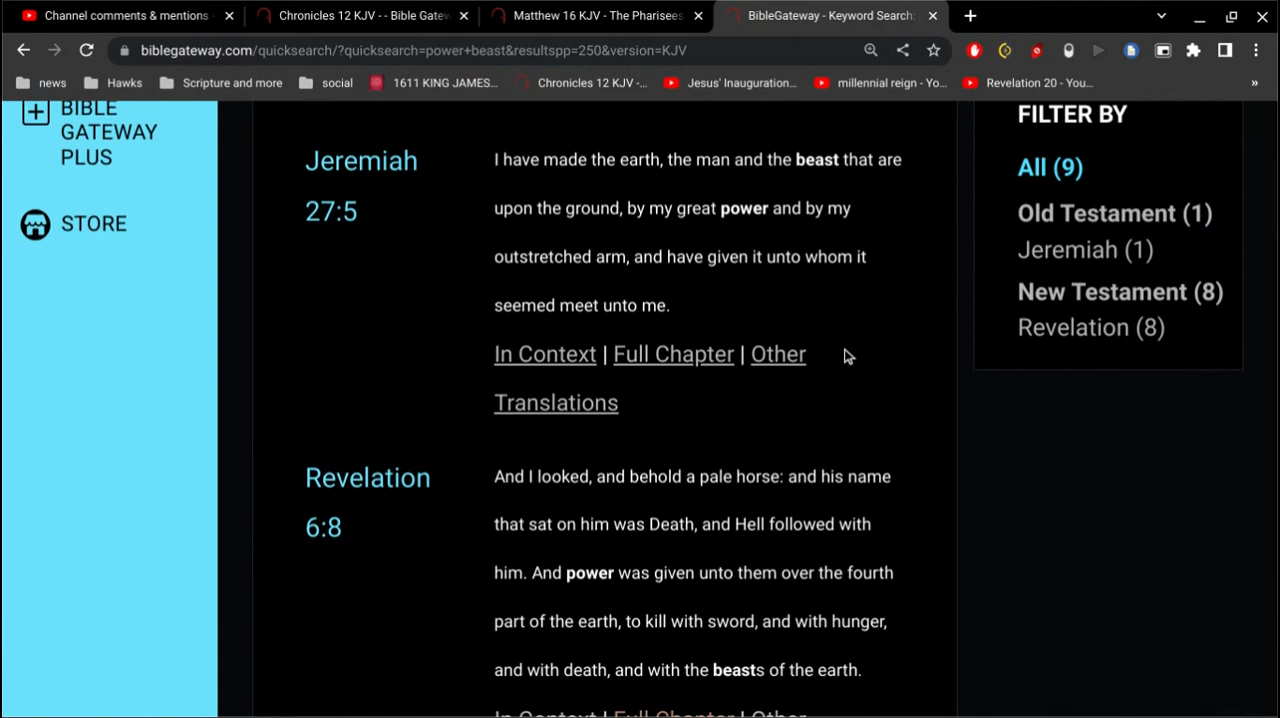 Channel comments & mentions
Chronicles 12 KJV - - Bible Gatew
Matthew 16 KJV - The Pharisees
BibleGateway - Keyword Search:
biblegateway.com/quicksearch/?quicksearch=power+beast&resultspp=250&version=KJV
news
Hawks
Scripture and more
social
1611 KING JAMES...
Chronicles 12 KJV -...
Jesus' Inauguration...
millennial reign - Yo...
Revelation 20 - You...
»
BIBLE
GATEWAY
PLUS
STORE
Jeremiah
27:5
I have made the earth, the man and the beast that are
upon the ground, by my great power and by my
outstretched arm, and have given it unto whom it
seemed meet unto me.
In Context | Full Chapter | Other
Translations
Revelation
6:8
And I looked, and behold a pale horse: and his name
that sat on him was Death, and Hell followed with
him. And power was given unto them over the fourth
part of the earth, to kill with sword, and with hunger,
and with death, and with the beasts of the earth.
In Context | Full Chapter | Other
FILTER BY
All (9)
Old Testament (1)
Jeremiah (1)
New Testament (8)
Revelation (8)